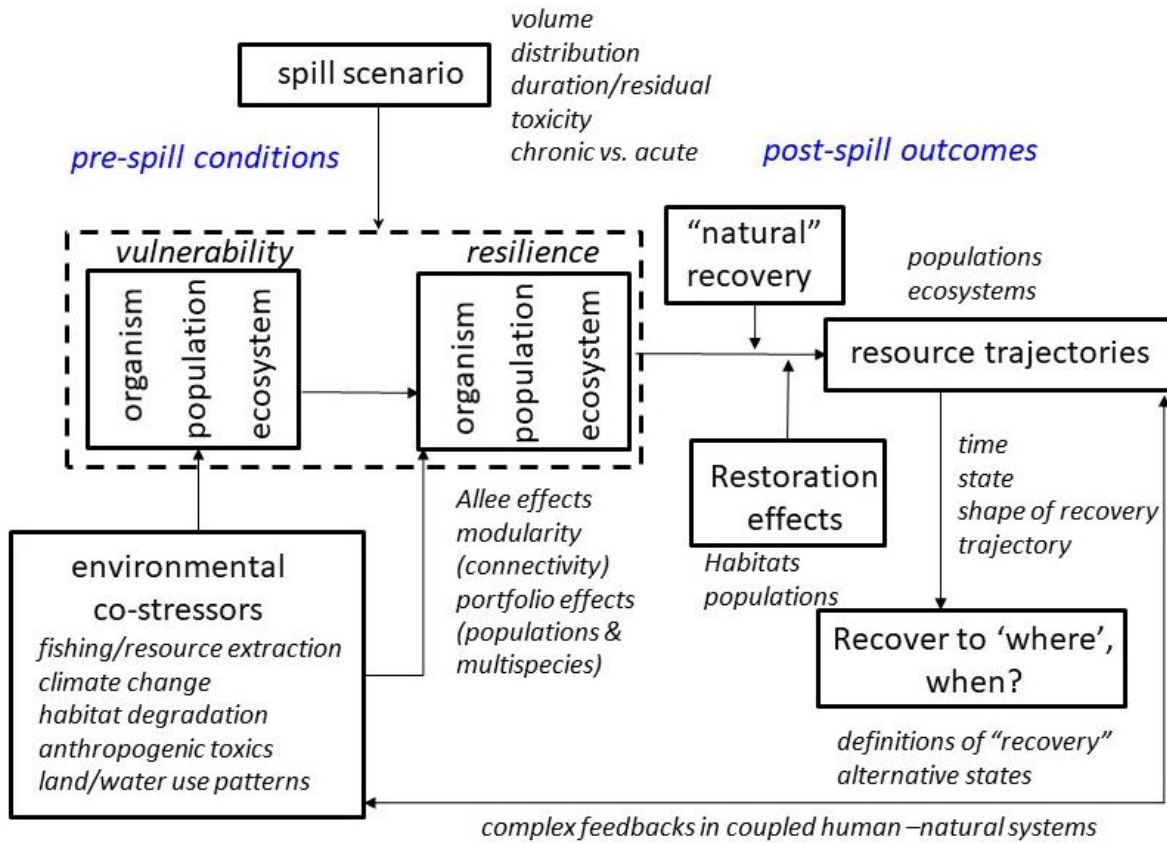 spill scenario
volume
distribution
duration/residual
toxicity
chronic vs. acute
pre-spill conditions
post-spill outcomes
vulnerability
organism
population
ecosystem
resilience
organism
population
ecosystem
“natural”
recovery
populations
ecosystems
resource trajectories
Restoration
effects
Habitats
populations
time
state
shape of recovery
trajectory
Allee effects
modularity
(connectivity)
portfolio effects
(populations &
multispecies)
environmental
co-stressors
fishing/resource extraction
climate change
habitat degradation
anthropogenic toxics
land/water use patterns
Recover to ‘where’,
when?
definitions of “recovery”
alternative states
complex feedbacks in coupled human –natural systems